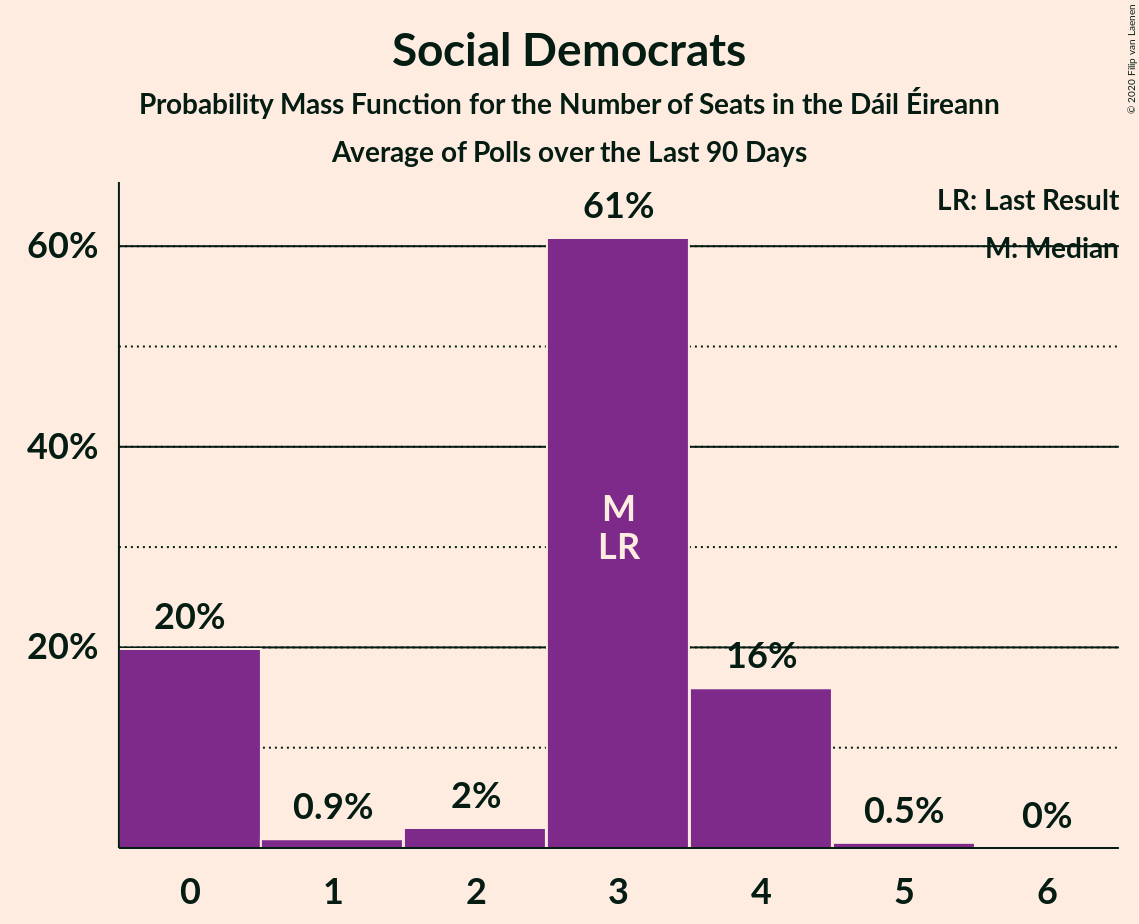 Social Democrats
Probability Mass Function for the Number of Seats in the Dáil Éireann
Average of Polls over the Last 90 Days
© 2020 Filip van Laenen
LR: Last Result
M: Median
60%
40%
20%
20%
0.9%
2%
61%
M
LR
16%
0.5%
0%
0 1 2 3 4 5 6